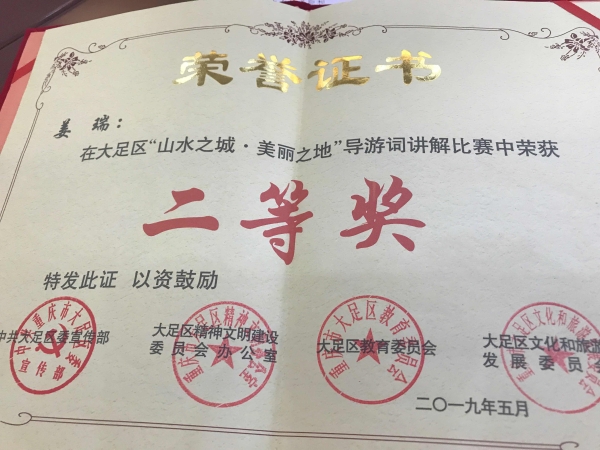 荣誉证书
姜 瑞：
在大足区“山水之城·美丽之地”导游词讲解比赛中荣获
二等奖
特发此证 以资鼓励
中共大足区委宣传部
大足区精神文明建设
委员会办公室
大足区教育委员会
大足区文化和旅游
发展委员会
二〇一九年五月